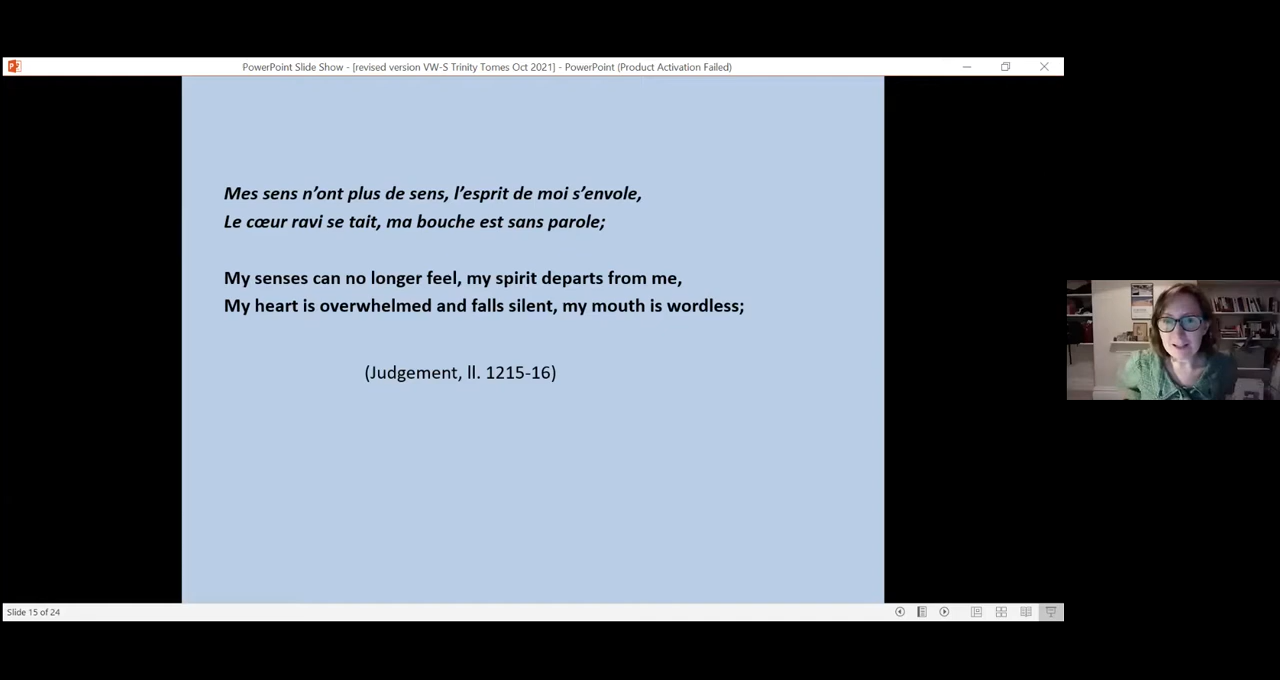 PowerPoint Slide Show - [revised version VW-S Trinity Tomes Oct 2021] - PowerPoint (Product Activation Failed)
Mes sens n’ont plus de sens, l’esprit de moi s’envole,
Le cœur ravi se tait, ma bouche est sans parole;
My senses can no longer feel, my spirit departs from me,
My heart is overwhelmed and falls silent, my mouth is wordless;
(Judgement, ll. 1215-16)
Slide 15 of 24